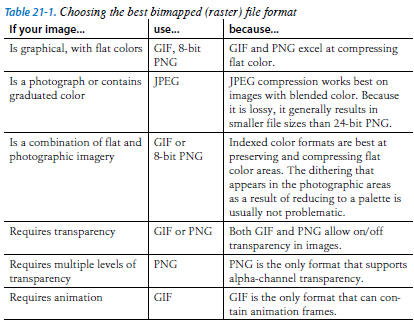 Table 21-1. Choosing the best bitmapped (raster) file format
If your image... use... because...
Is graphical, with flat colors GIF, 8-bit GIF and PNG excel at compressing
PNG flat color.
Is a photograph or contains JPEG JPEG compression works best on
graduated color images with blended color. Because
it is lossy, it generally results in
smaller file sizes than 24-bit PNG.
Is a combination of flat and GIF or Indexed color formats are best at
photographic imagery 8-bit PNG preserving and compressing flat
color areas. The dithering that
appears in the photographic areas
as a result of reducing to a palette is
usually not problematic.
Requires transparency GIF or PNG Both GIF and PNG allow on/off
transparency in images.
Requires multiple levels of PNG PNG is the only format that supports
transparency alpha-channel transparency.
Requires animation GIF GIF is the only format that can con-
tain animation frames.